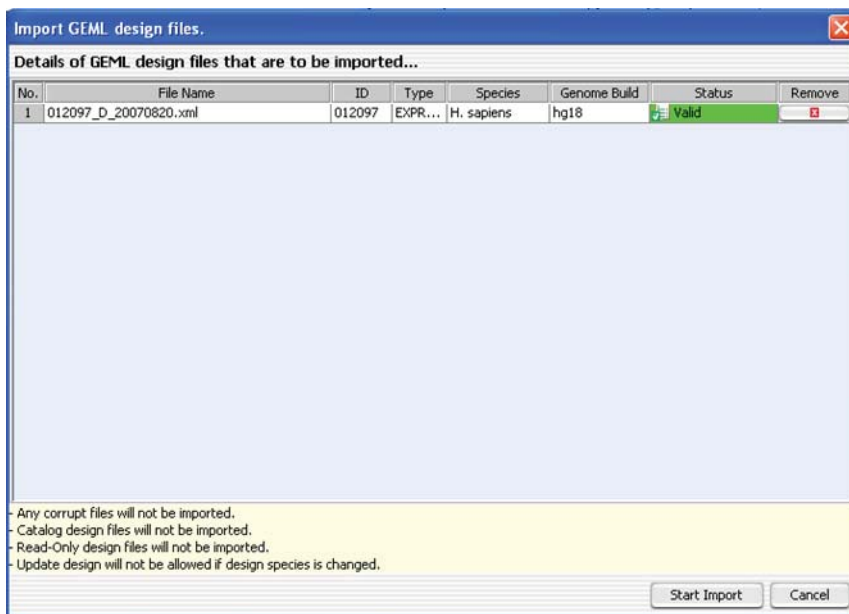 Import GEML design files.
Details of GEML design files that are to be imported...
No. File Name ID Type Species Genome Build Status Remove
1 012097_D_20070820.xml 012097 EXPR... H. sapiens hg18 Valid
- Any corrupt files will not be imported.
- Catalog design files will not be imported.
- Read-Only design files will not be imported.
- Update design will not be allowed if design species is changed.
Start Import Cancel